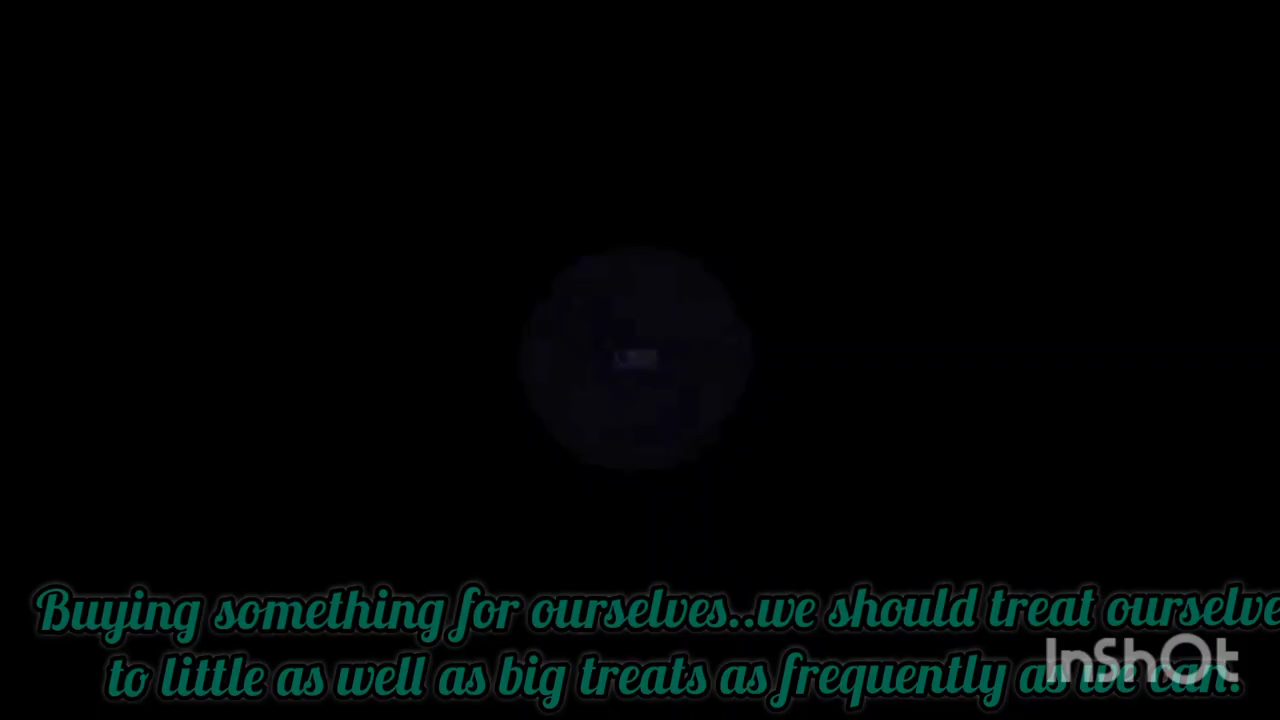 Buying something for ourselves..we should treat ourselve
to little as well as big treats as frequently as we can.
InShOt